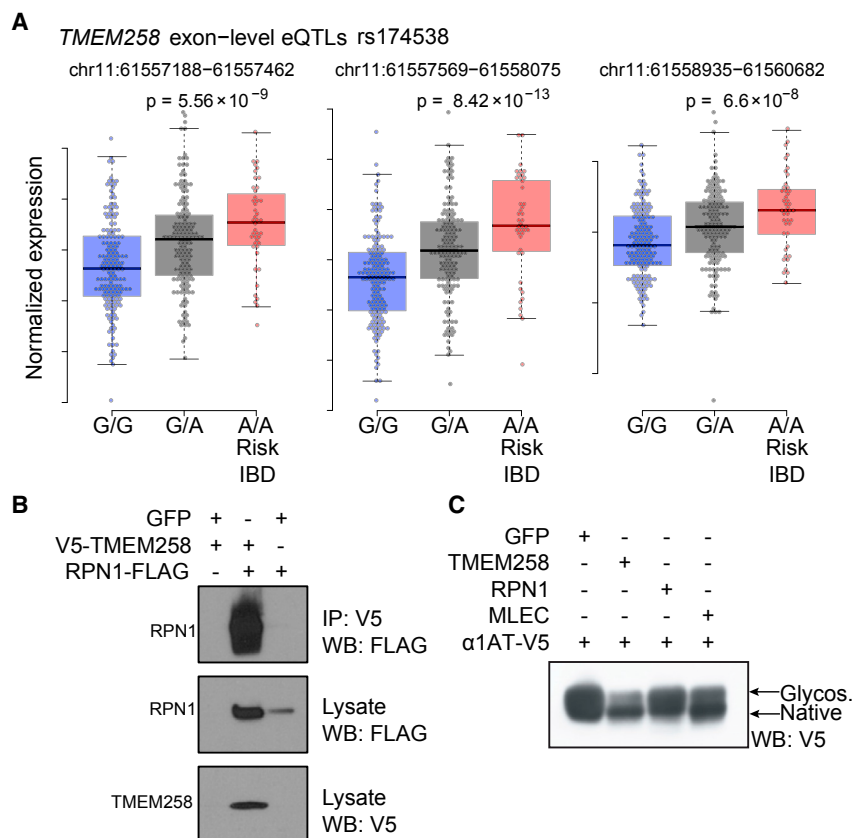 A
TMEM258 exon−level eQTLs rs174538
chr11:61557188−61557462
chr11:61557569−61558075
chr11:61558935−61560682
p = 5.56×10⁻⁹
p = 8.42×10⁻¹³
p = 6.6×10⁻⁸
Normalized expression
G/G G/A A/A
Risk
IBD
G/G G/A A/A
Risk
IBD
G/G G/A A/A
Risk
IBD
B
GFP + - +
V5-TMEM258 + + -
RPN1-FLAG - + +
RPN1
IP: V5
WB: FLAG
RPN1
Lysate
WB: FLAG
TMEM258
Lysate
WB: V5
C
GFP + - - -
TMEM258 - + - -
RPN1 - - + -
MLEC - - - +
α1AT-V5 + + + +
Glycos.
Native
WB: V5